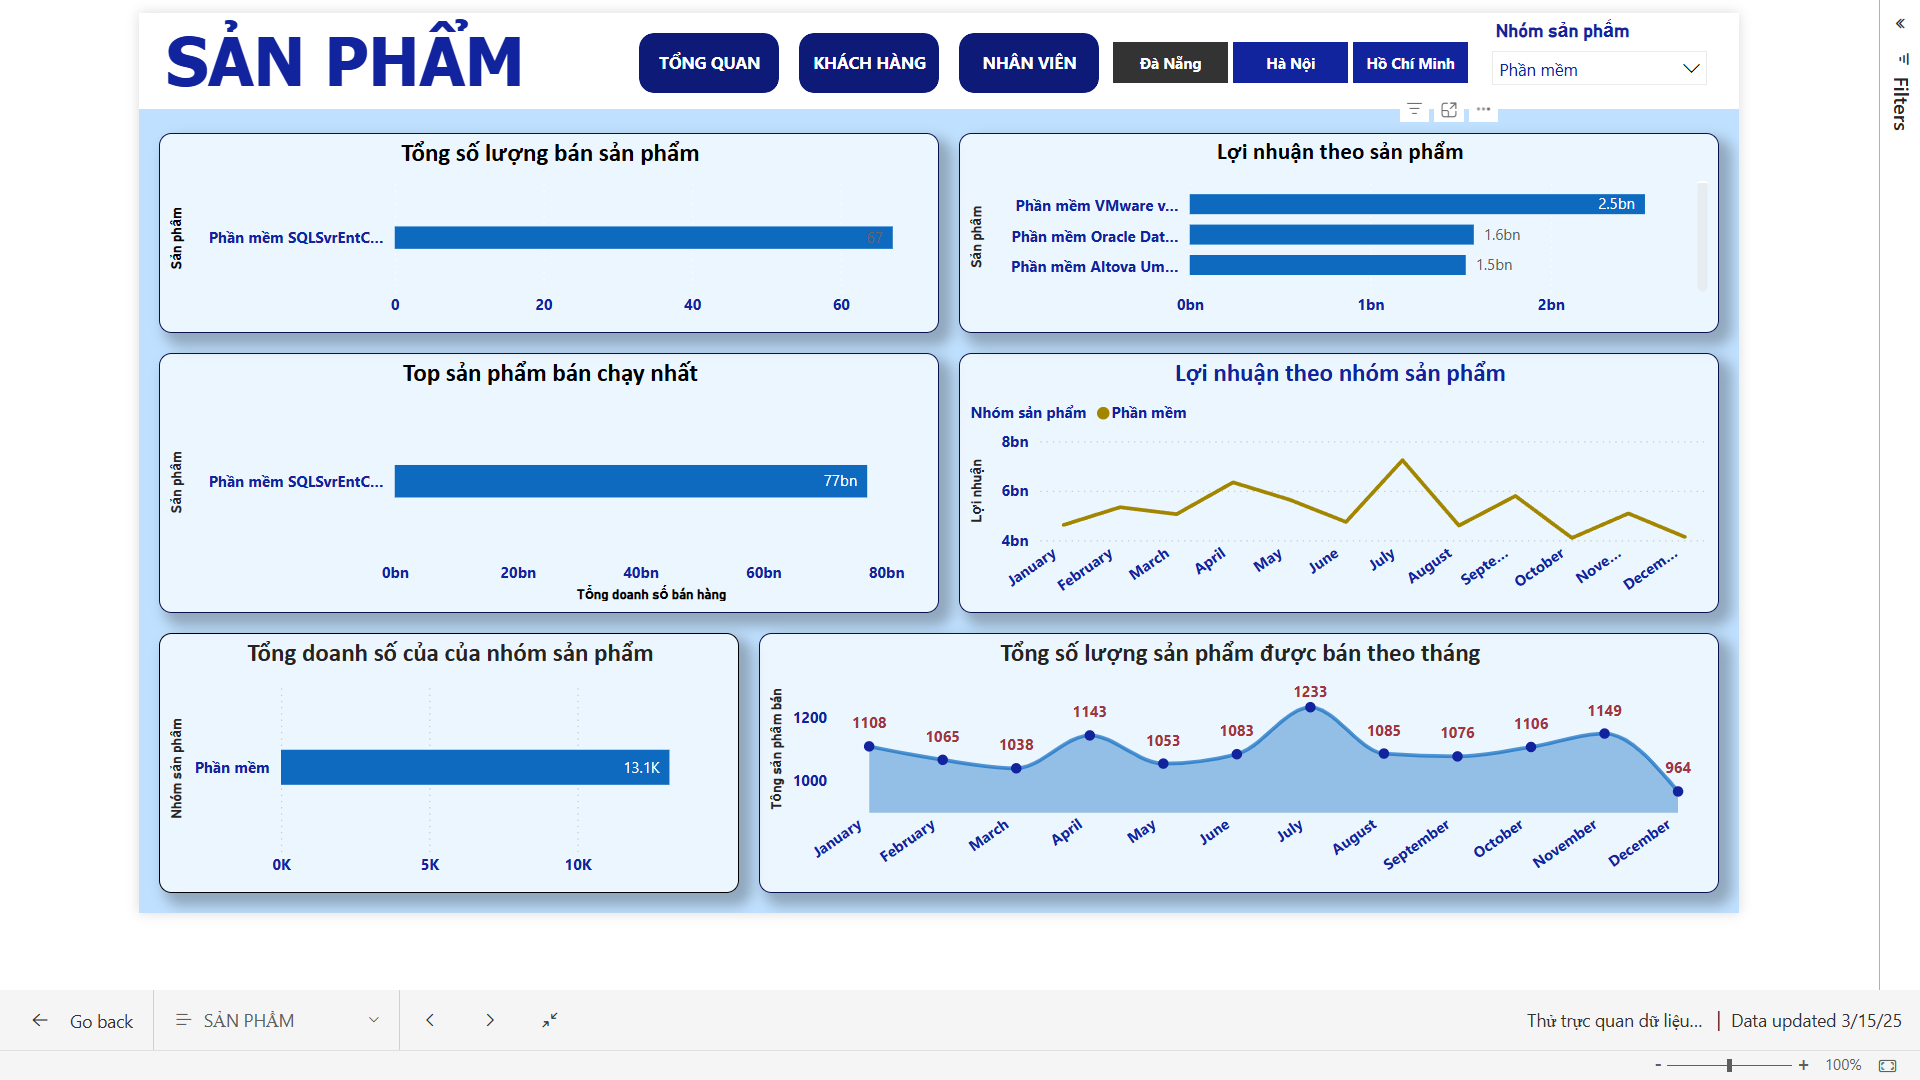 SẢN PHẨM
TỔNG QUAN
KHÁCH HÀNG
NHÂN VIÊN
Đà Nẵng
Hà Nội
Hồ Chí Minh
Nhóm sản phẩm
Phần mềm
Filters
Tổng số lượng bán sản phẩm
Sản phẩm
Phần mềm SQLSvrEntC...
67
0 20 40 60
Lợi nhuận theo sản phẩm
Sản phẩm
Phần mềm VMware v... 2.5bn
Phần mềm Oracle Dat... 1.6bn
Phần mềm Altova Um... 1.5bn
0bn 1bn 2bn
Top sản phẩm bán chạy nhất
Sản phẩm
Phần mềm SQLSvrEntC... 77bn
0bn 20bn 40bn 60bn 80bn
Tổng doanh số bán hàng
Lợi nhuận theo nhóm sản phẩm
Nhóm sản phẩm Phần mềm
Lợi nhuận
8bn
6bn
4bn
January February March April May June July August Septe... October Nove... Decem...
Tổng doanh số của của nhóm sản phẩm
Nhóm sản phẩm
Phần mềm 13.1K
0K 5K 10K
Tổng số lượng sản phẩm được bán theo tháng
Tổng sản phẩm bán
1200
1000
1108 1065 1038 1143 1053 1083 1233 1085 1076 1106 1149 964
January February March April May June July August September October November December
Go back
SẢN PHẨM
Thử trực quan dữ liệu... | Data updated 3/15/25
- + 100%